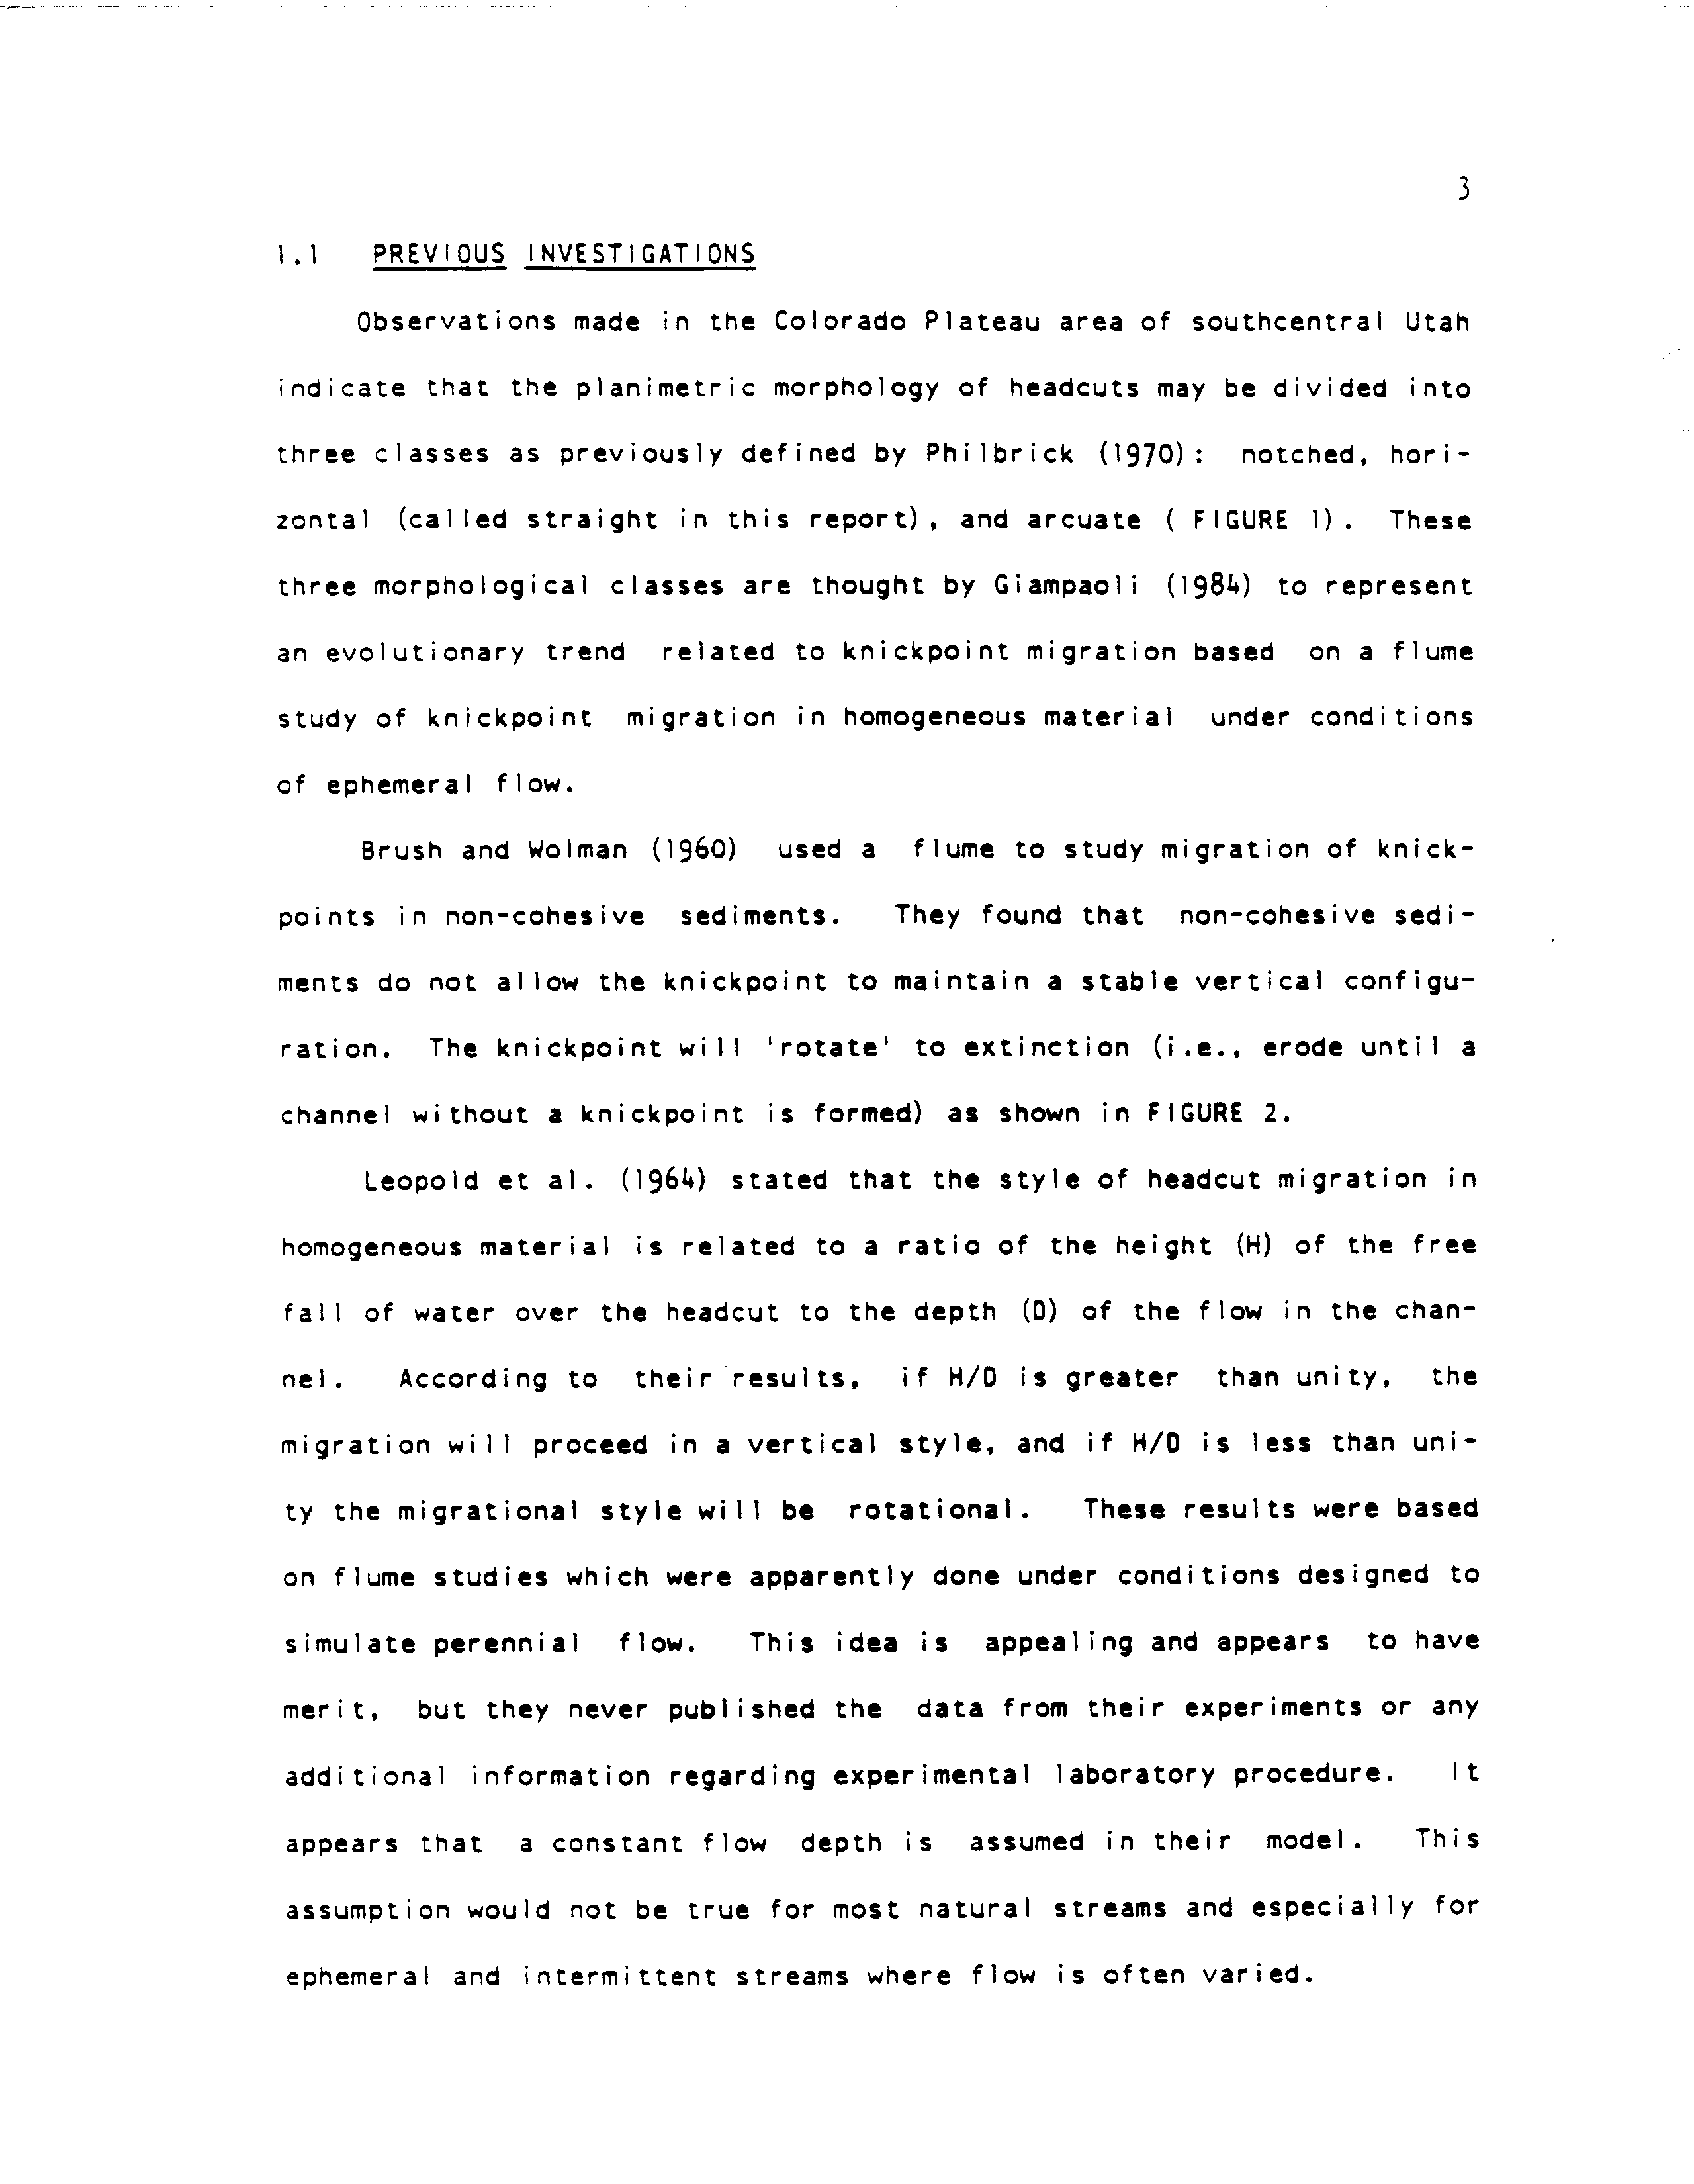 3
1.1 PREVIOUS INVESTIGATIONS
Observations made in the Colorado Plateau area of southcentral Utah
indicate that the planimetric morphology of headcuts may be divided into
three classes as previously defined by Philbrick (1970): notched, hori-
zontal (called straight in this report), and arcuate ( FIGURE 1). These
three morphological classes are thought by Giampaoli (1984) to represent
an evolutionary trend related to knickpoint migration based on a flume
study of knickpoint migration in homogeneous material under conditions
of ephemeral flow.
Brush and Wolman (1960) used a flume to study migration of knick-
points in non-cohesive sediments. They found that non-cohesive sedi-
ments do not allow the knickpoint to maintain a stable vertical configu-
ration. The knickpoint will 'rotate' to extinction (i.e., erode until a
channel without a knickpoint is formed) as shown in FIGURE 2.
Leopold et al. (1964) stated that the style of headcut migration in
homogeneous material is related to a ratio of the height (H) of the free
fall of water over the headcut to the depth (D) of the flow in the chan-
nel. According to their results, if H/D is greater than unity, the
migration will proceed in a vertical style, and if H/D is less than uni-
ty the migrational style will be rotational. These results were based
on flume studies which were apparently done under conditions designed to
simulate perennial flow. This idea is appealing and appears to have
merit, but they never published the data from their experiments or any
additional information regarding experimental laboratory procedure. It
appears that a constant flow depth is assumed in their model. This
assumption would not be true for most natural streams and especially for
ephemeral and intermittent streams where flow is often varied.